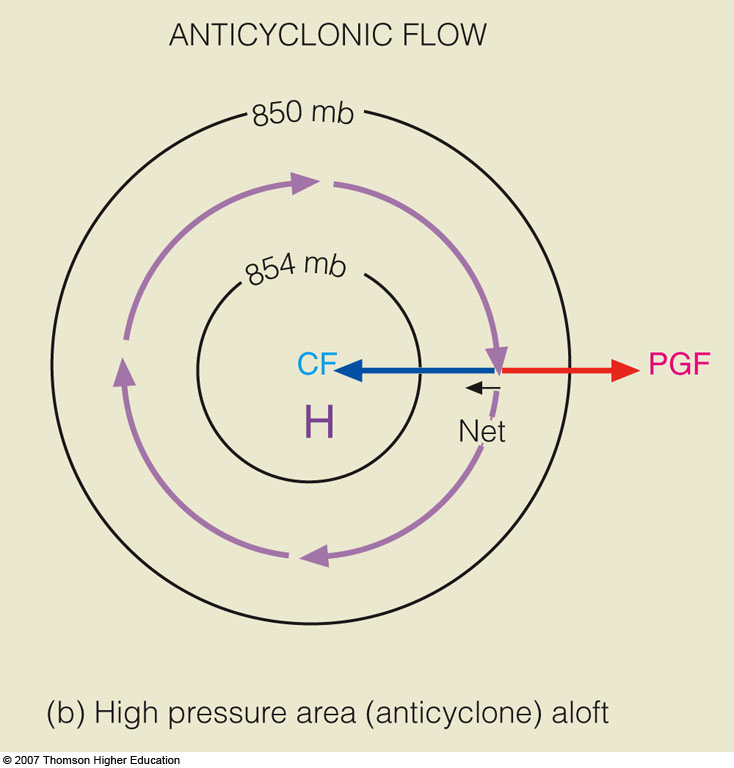 ANTICYCLONIC FLOW
850 mb
854 mb
CF
PGF
H
Net
(b) High pressure area (anticyclone) aloft
© 2007 Thomson Higher Education